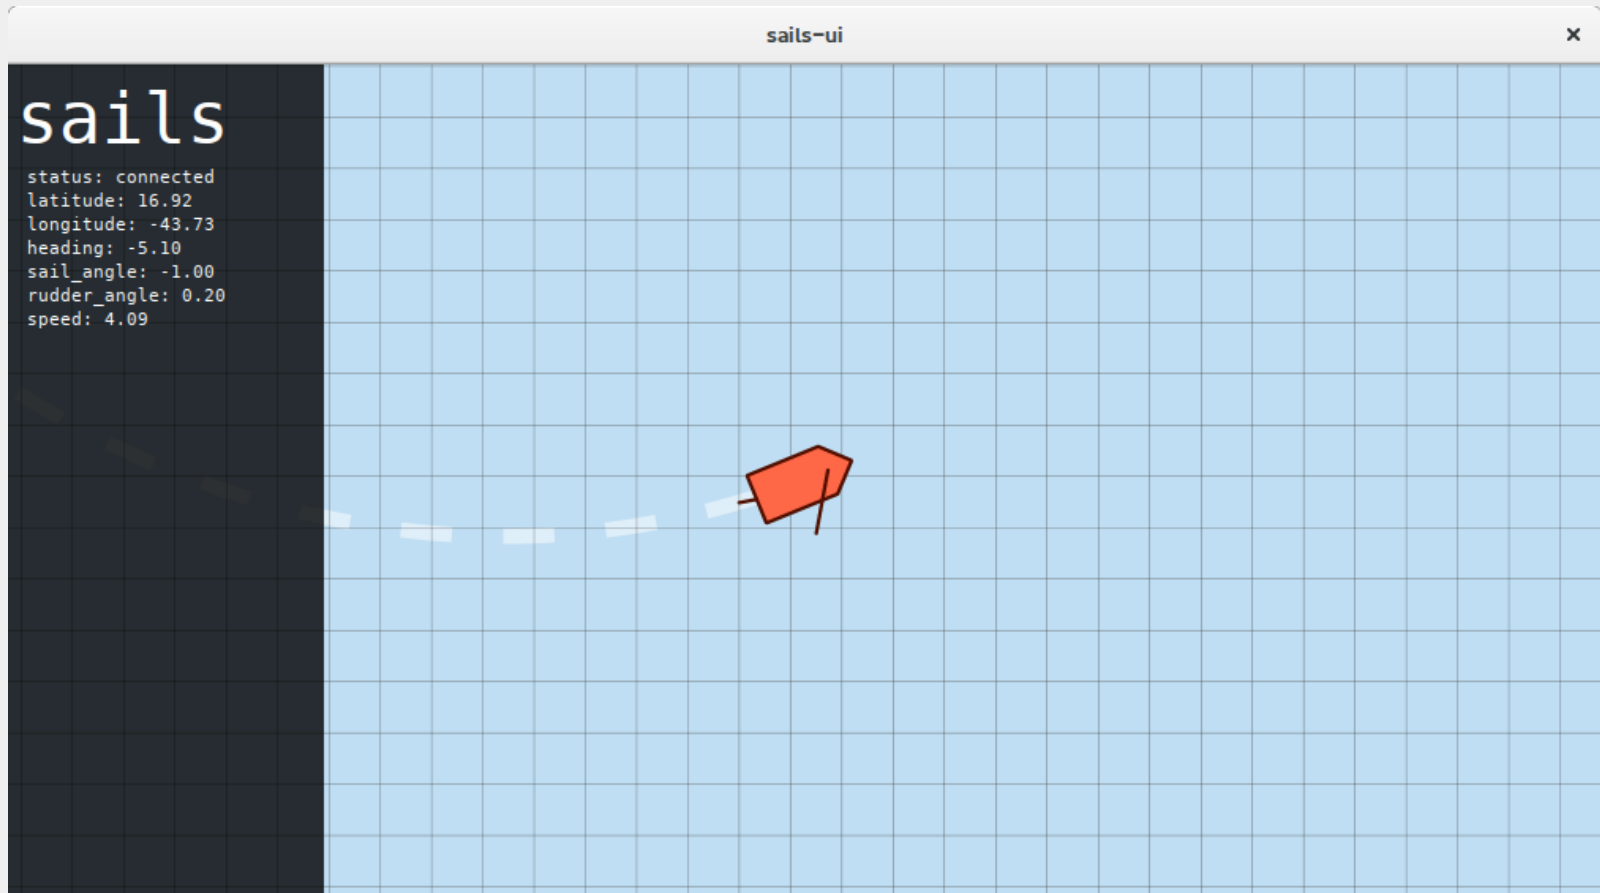 sails-ui
sails
status: connected
latitude: 16.92
longitude: -43.73
heading: -5.10
sail_angle: -1.00
rudder_angle: 0.20
speed: 4.09